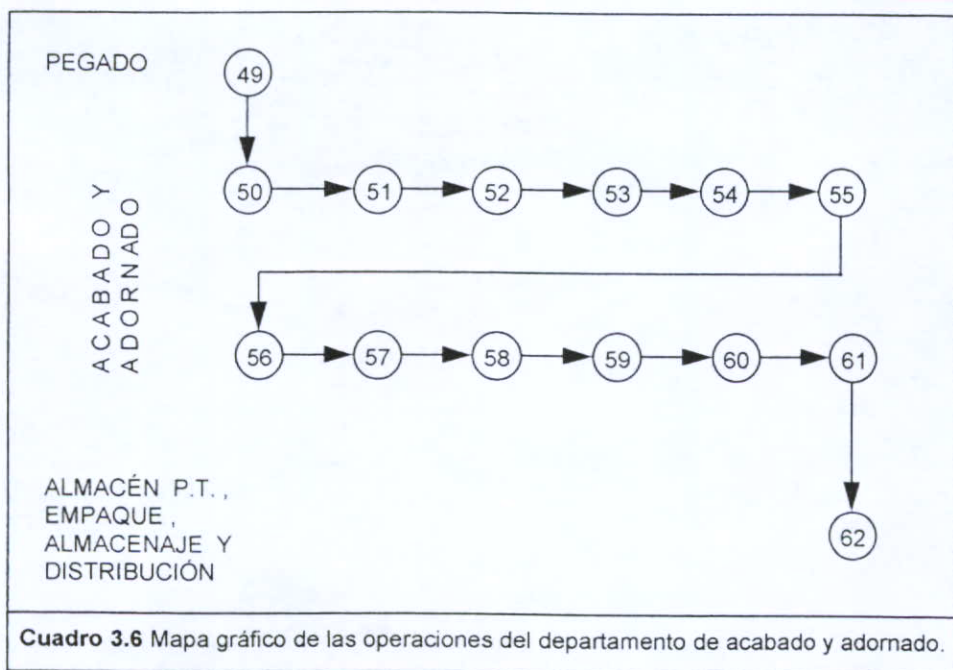 PEGADO
49
50 51 52 53 54 55
ACABADO Y
ADORNADO
56 57 58 59 60 61
ALMACÉN P.T. ,
EMPAQUE ,
ALMACENAJE Y
DISTRIBUCIÓN
62
Cuadro 3.6 Mapa gráfico de las operaciones del departamento de acabado y adornado.